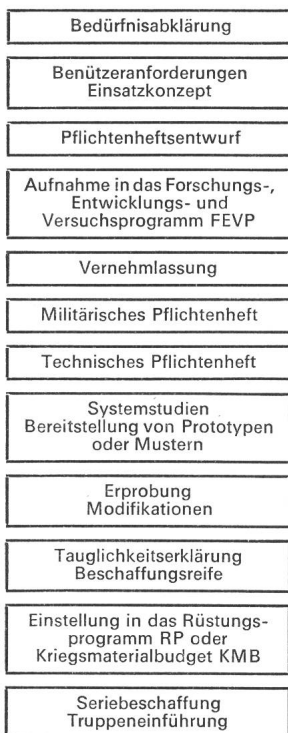 Bedürfnisabklärung
Benützeranforderungen
Einsatzkonzept
Pflichtenheftsentwurf
Aufnahme in das Forschungs-,
Entwicklungs- und
Versuchsprogramm FEVP
Vernehmlassung
Militärisches Pflichtenheft
Technisches Pflichtenheft
Systemstudien
Bereitstellung von Prototypen
oder Mustern
Erprobung
Modifikationen
Tauglichkeitserklärung
Beschaffungsreife
Einstellung in das Rüstungs-
programm RP oder
Kriegsmaterialbudget KMB
Seriebeschaffung
Truppeneinführung